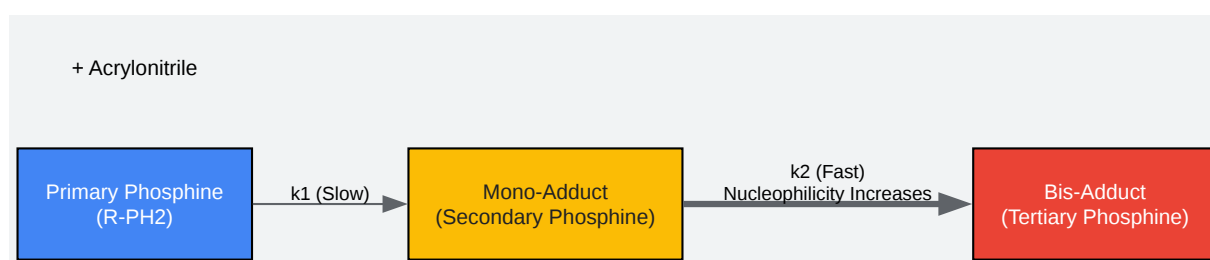 + Acrylonitrile
Primary Phosphine
(R-PH2)
k1 (Slow)
Mono-Adduct
(Secondary Phosphine)
k2 (Fast)
Nucleophilicity Increases
Bis-Adduct
(Tertiary Phosphine)